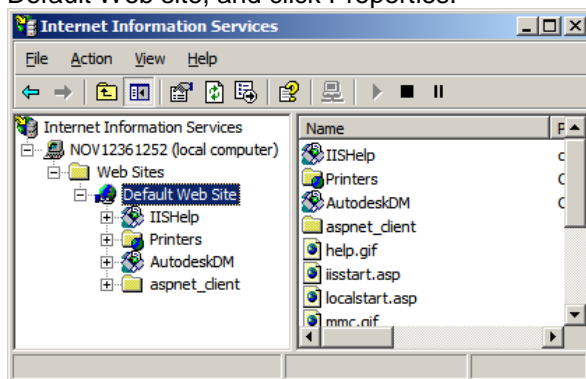 Default Web site, and click Properties.
Internet Information Services
File Action View Help
Internet Information Services
NOV12361252 (local computer)
Web Sites
Default Web Site
IISHelp
Printers
AutodeskDM
aspnet_client
Name
IISHelp
Printers
AutodeskDM
aspnet_client
help.gif
iisstart.asp
localstart.asp
mmc.gif